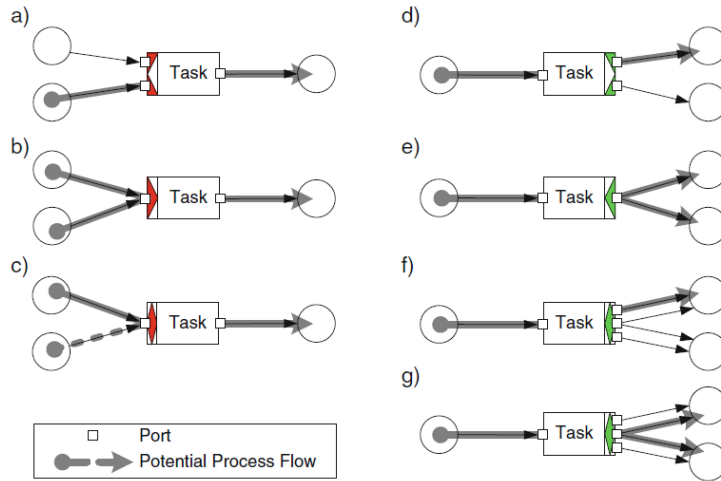 a)
Task
b)
Task
c)
Task
Port
Potential Process Flow
d)
Task
e)
Task
f)
Task
g)
Task